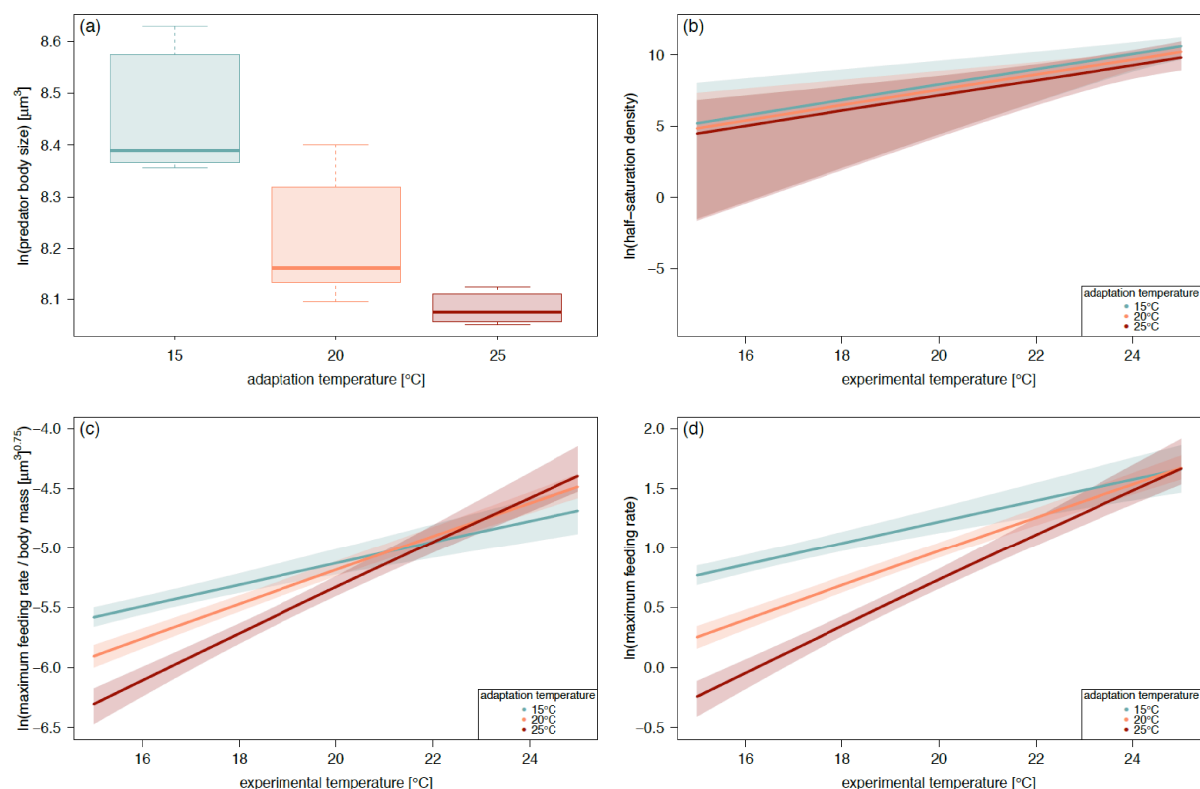 (a)
ln(predator body size) [µm³]
8.6
8.5
8.4
8.3
8.2
8.1
15
20
25
adaptation temperature [°C]
(b)
ln(half−saturation density)
10
5
0
−5
16
18
20
22
24
experimental temperature [°C]
adaptation temperature
15°C
20°C
25°C
(c)
ln(maximum feeding rate / body mass [µm³]^0.75)
−4.0
−4.5
−5.0
−5.5
−6.0
−6.5
16
18
20
22
24
experimental temperature [°C]
adaptation temperature
15°C
20°C
25°C
(d)
ln(maximum feeding rate)
2.0
1.5
1.0
0.5
0.0
−0.5
16
18
20
22
24
experimental temperature [°C]
adaptation temperature
15°C
20°C
25°C